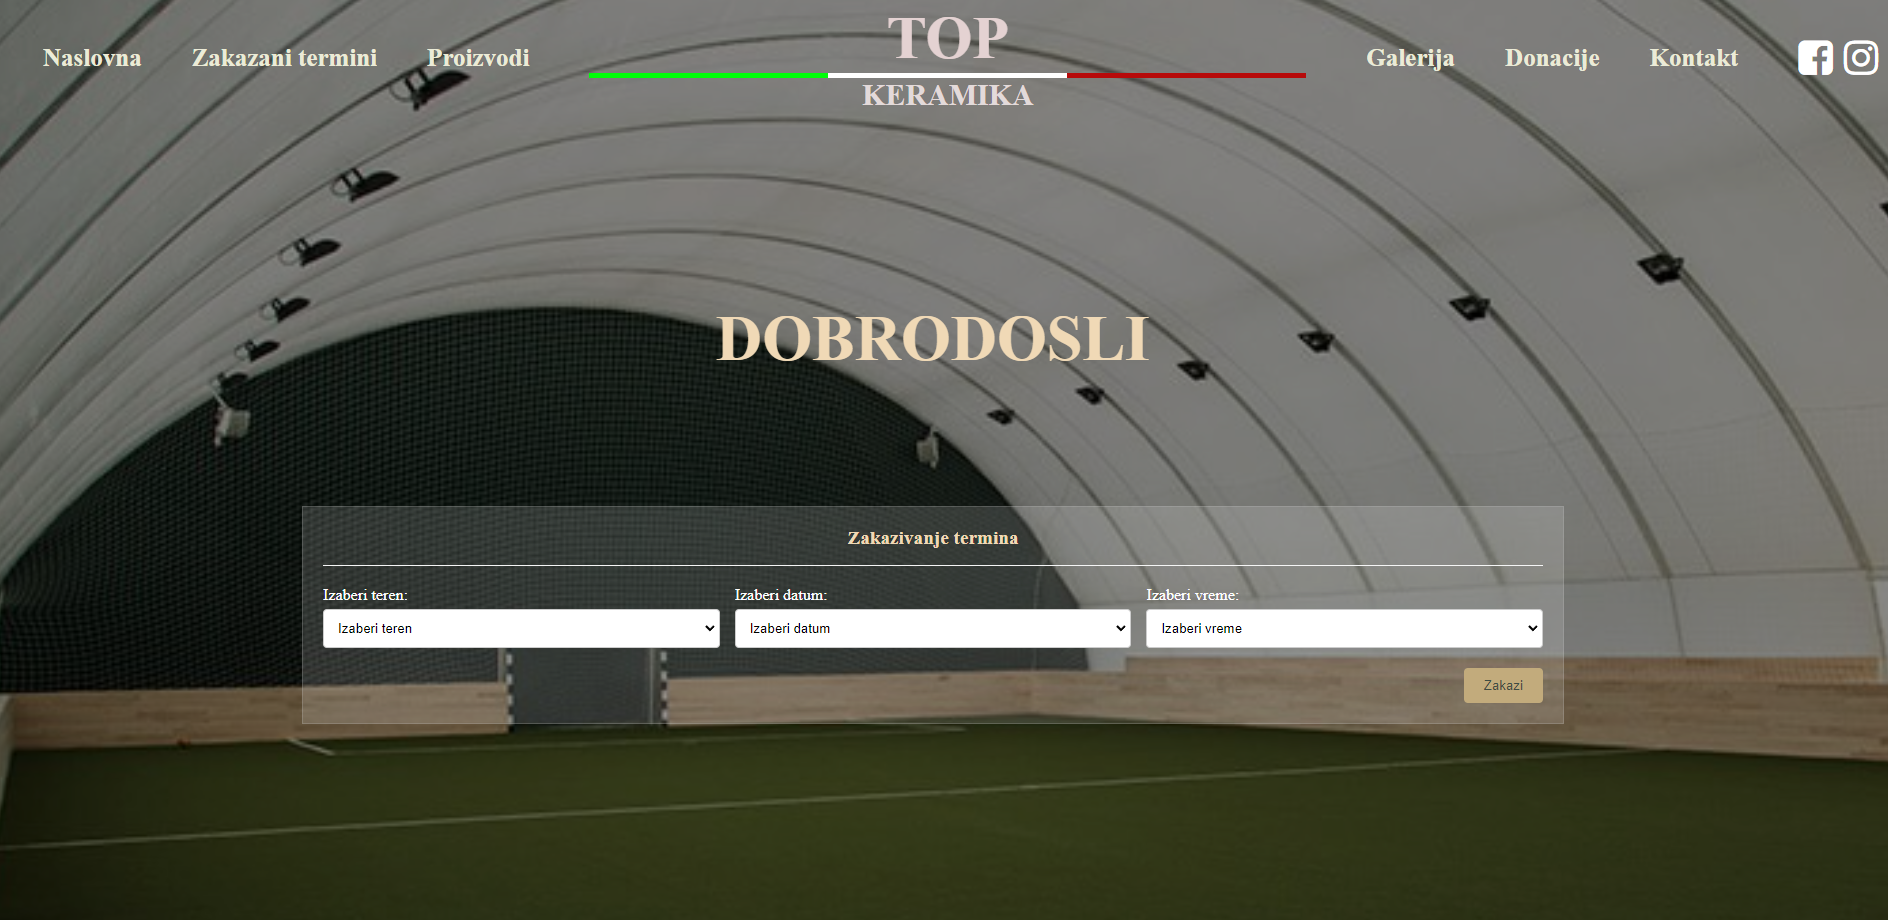 Naslovna Zakazani termini Proizvodi
TOP
KERAMIKA
Galerija Donacije Kontakt
DOBRODOSLI
Zakazivanje termina
Izaberi teren: Izaberi datum: Izaberi vreme:
Izaberi teren Izaberi datum Izaberi vreme
Zakazi